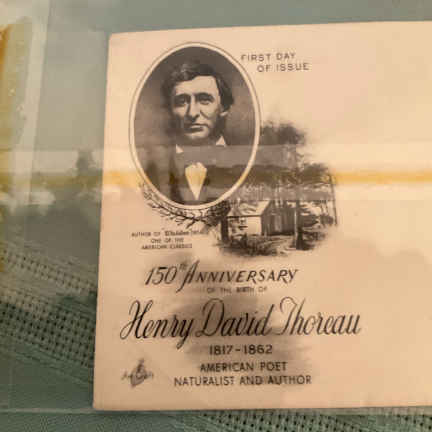 FIRST DAY
OF ISSUE
AUTHOR OF Walden
ONE OF THE
AMERICAN CLASSICS
150th ANNIVERSARY
OF THE BIRTH OF
Henry David Thoreau
1817-1862
AMERICAN POET
NATURALIST AND AUTHOR